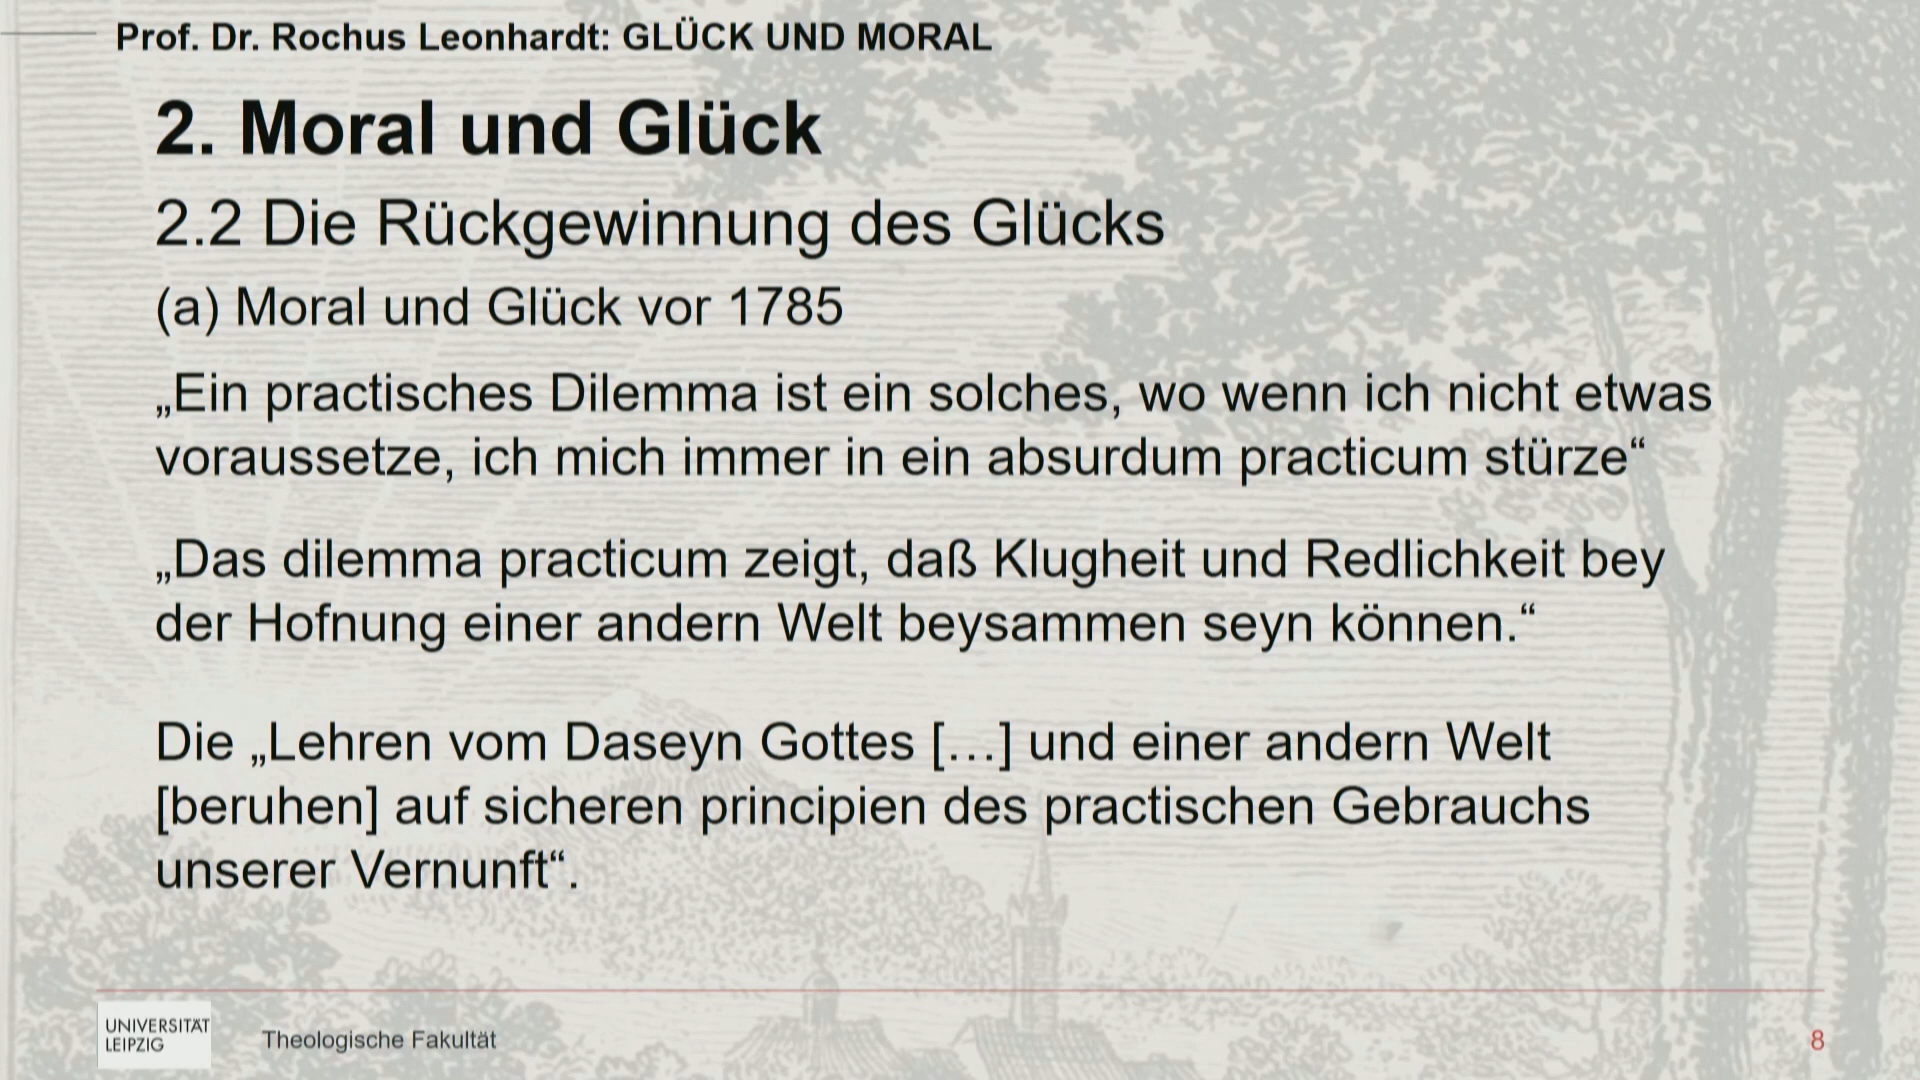 Prof. Dr. Rochus Leonhardt: GLÜCK UND MORAL
2. Moral und Glück
2.2 Die Rückgewinnung des Glücks
(a) Moral und Glück vor 1785
„Ein practisches Dilemma ist ein solches, wo wenn ich nicht etwas
voraussetze, ich mich immer in ein absurdum practicum stürze“
„Das dilemma practicum zeigt, daß Klugheit und Redlichkeit bey
der Hofnung einer andern Welt beysammen seyn können.“
Die „Lehren vom Daseyn Gottes […] und einer andern Welt
[beruhen] auf sicheren principien des practischen Gebrauchs
unserer Vernunft“.
UNIVERSITÄT
LEIPZIG
Theologische Fakultät
8